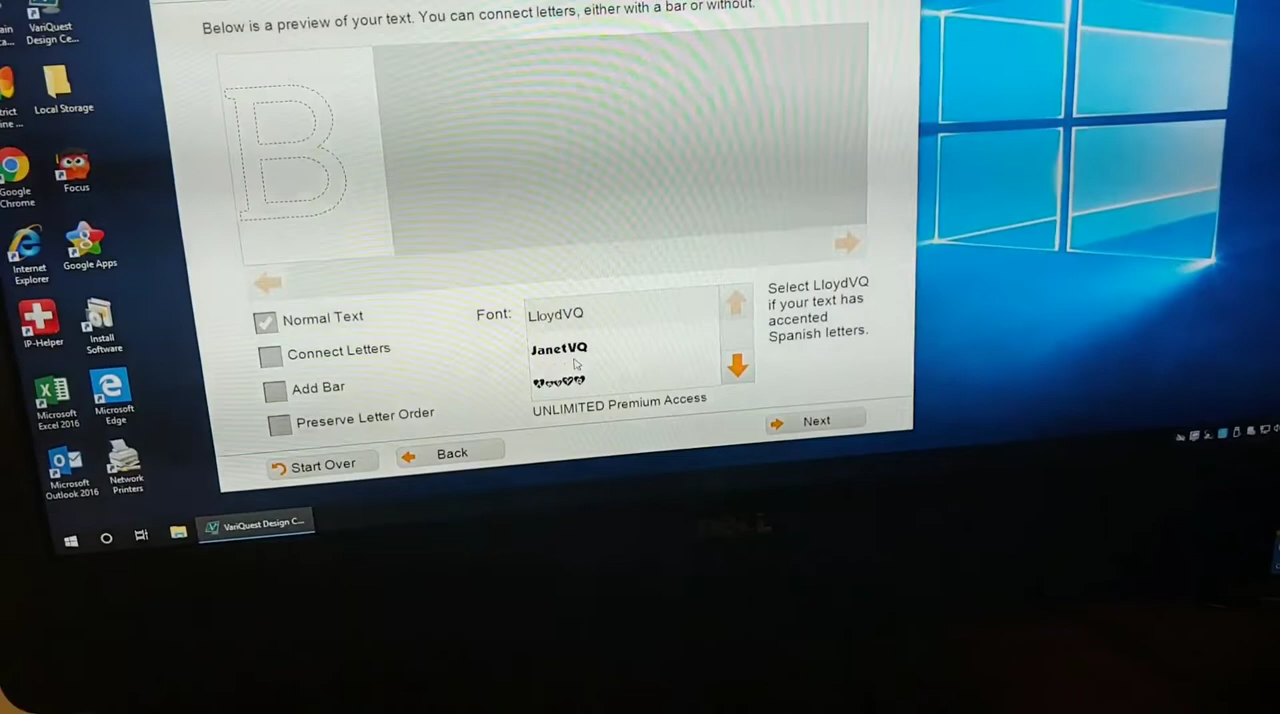 Below is a preview of your text. You can connect letters, either with a bar or without.
B
Normal Text
Connect Letters
Add Bar
Preserve Letter Order
Font:
LloydVQ
JanetVQ
UNLIMITED Premium Access
Select LloydVQ
if your text has
accented
Spanish letters.
Start Over
Back
Next
VariQuest
Design Ce...
Local Storage
Google
Chrome
Focus
Internet
Explorer
Google Apps
IP-Helper
Install
Software
Microsoft
Excel 2016
Microsoft
Edge
Microsoft
Outlook 2016
Network
Printers
VariQuest Design C...